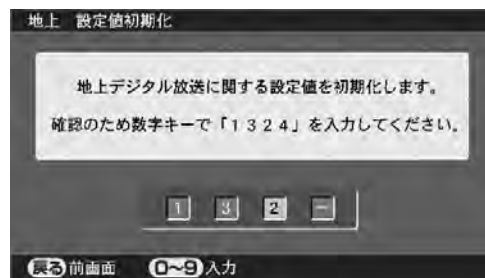 地上 設定値初期化
地上デジタル放送に関する設定値を初期化します。
確認のため数字キーで「1324」を入力してください。
1 3 2 −
戻る 前画面 0〜9 入力